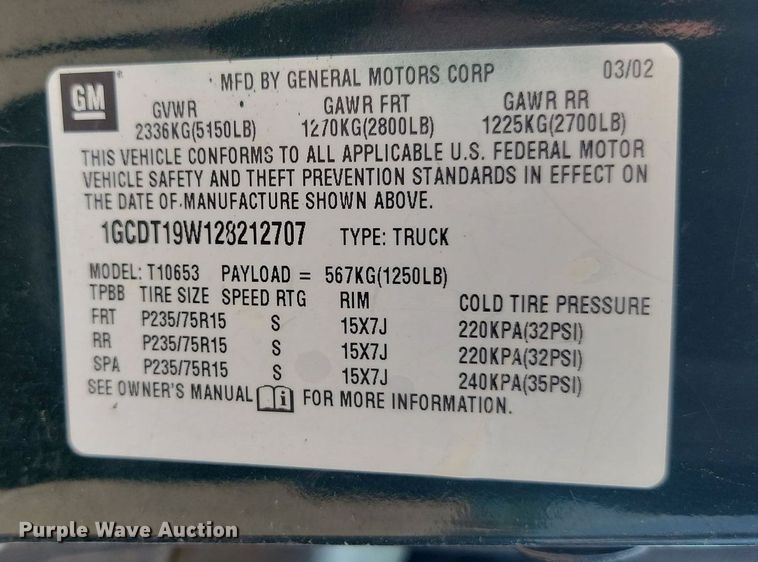 GM
MFD BY GENERAL MOTORS CORP 03/02
GVWR GAWR FRT GAWR RR
2336KG(5150LB) 1270KG(2800LB) 1225KG(2700LB)
THIS VEHICLE CONFORMS TO ALL APPLICABLE U.S. FEDERAL MOTOR
VEHICLE SAFETY AND THEFT PREVENTION STANDARDS IN EFFECT ON
THE DATE OF MANUFACTURE SHOWN ABOVE.
1GCDT19W128212707 TYPE: TRUCK
MODEL: T10653 PAYLOAD = 567KG(1250LB)
TPBB TIRE SIZE SPEED RTG RIM COLD TIRE PRESSURE
FRT P235/75R15 S 15X7J 220KPA(32PSI)
RR P235/75R15 S 15X7J 220KPA(32PSI)
SPA P235/75R15 S 15X7J 240KPA(35PSI)
SEE OWNER'S MANUAL i FOR MORE INFORMATION.
Purple Wave Auction